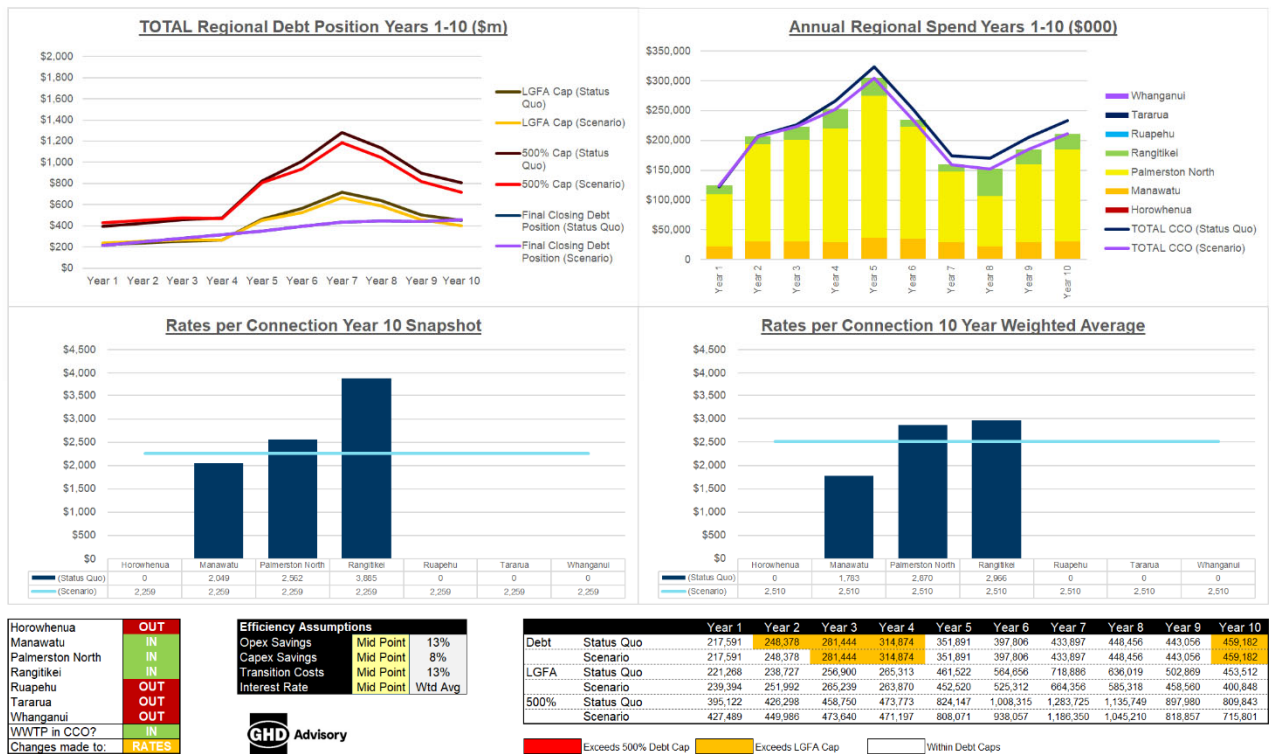 TOTAL Regional Debt Position Years 1-10 ($m)
$2,000
$1,800
$1,600
$1,400
$1,200
$1,000
$800
$600
$400
$200
$0
Year 1 Year 2 Year 3 Year 4 Year 5 Year 6 Year 7 Year 8 Year 9 Year 10
LGFA Cap (Status
Quo)
LGFA Cap (Scenario)
500% Cap (Status
Quo)
500% Cap (Scenario)
Final Closing Debt
Position (Status Quo)
Final Closing Debt
Position (Scenario)
Annual Regional Spend Years 1-10 ($000)
$350,000
$300,000
$250,000
$200,000
$150,000
$100,000
$50,000
0
Year 1 Year 2 Year 3 Year 4 Year 5 Year 6 Year 7 Year 8 Year 9 Year 10
Whanganui
Tararua
Ruapehu
Rangitikei
Palmerston North
Manawatu
Horowhenua
TOTAL CCO (Status Quo)
TOTAL CCO (Scenario)
Rates per Connection Year 10 Snapshot
$4,500
$4,000
$3,500
$3,000
$2,500
$2,000
$1,500
$1,000
$500
$0
Horowhenua Manawatu Palmerston North Rangitikei Ruapehu Tararua Whanganui
(Status Quo) 0 2,049 2,562 3,885 0 0 0
(Scenario) 2,259 2,259 2,259 2,259 2,259 2,259 2,259
Rates per Connection 10 Year Weighted Average
$4,500
$4,000
$3,500
$3,000
$2,500
$2,000
$1,500
$1,000
$500
$0
Horowhenua Manawatu Palmerston North Rangitikei Ruapehu Tararua Whanganui
(Status Quo) 0 1,783 2,870 2,966 0 0 0
(Scenario) 2,510 2,510 2,510 2,510 2,510 2,510 2,510
Horowhenua OUT
Manawatu IN
Palmerston North IN
Rangitikei IN
Ruapehu OUT
Tararua OUT
Whanganui OUT
WWTP in CCO? IN
Changes made to: RATES
Efficiency Assumptions
Opex Savings Mid Point 13%
Capex Savings Mid Point 8%
Transition Costs Mid Point 13%
Interest Rate Mid Point Wtd Avg
GHD Advisory
Year 1 Year 2 Year 3 Year 4 Year 5 Year 6 Year 7 Year 8 Year 9 Year 10
Debt Status Quo 217,591 248,378 281,444 314,874 351,891 397,806 433,897 448,456 443,056 459,182
Scenario 217,591 248,378 281,444 314,874 351,891 397,806 433,897 448,456 443,056 459,182
LGFA Status Quo 221,268 238,727 256,900 265,313 461,522 564,656 718,886 636,019 502,869 453,512
Scenario 239,394 251,992 265,239 263,870 452,520 525,312 664,356 585,318 458,560 400,848
500% Status Quo 395,122 426,298 458,750 473,773 824,147 1,008,315 1,283,725 1,135,749 897,980 809,843
Scenario 427,489 449,986 473,640 471,197 808,071 938,057 1,186,350 1,045,210 818,857 715,801
Exceeds 500% Debt Cap Exceeds LGFA Cap Within Debt Caps